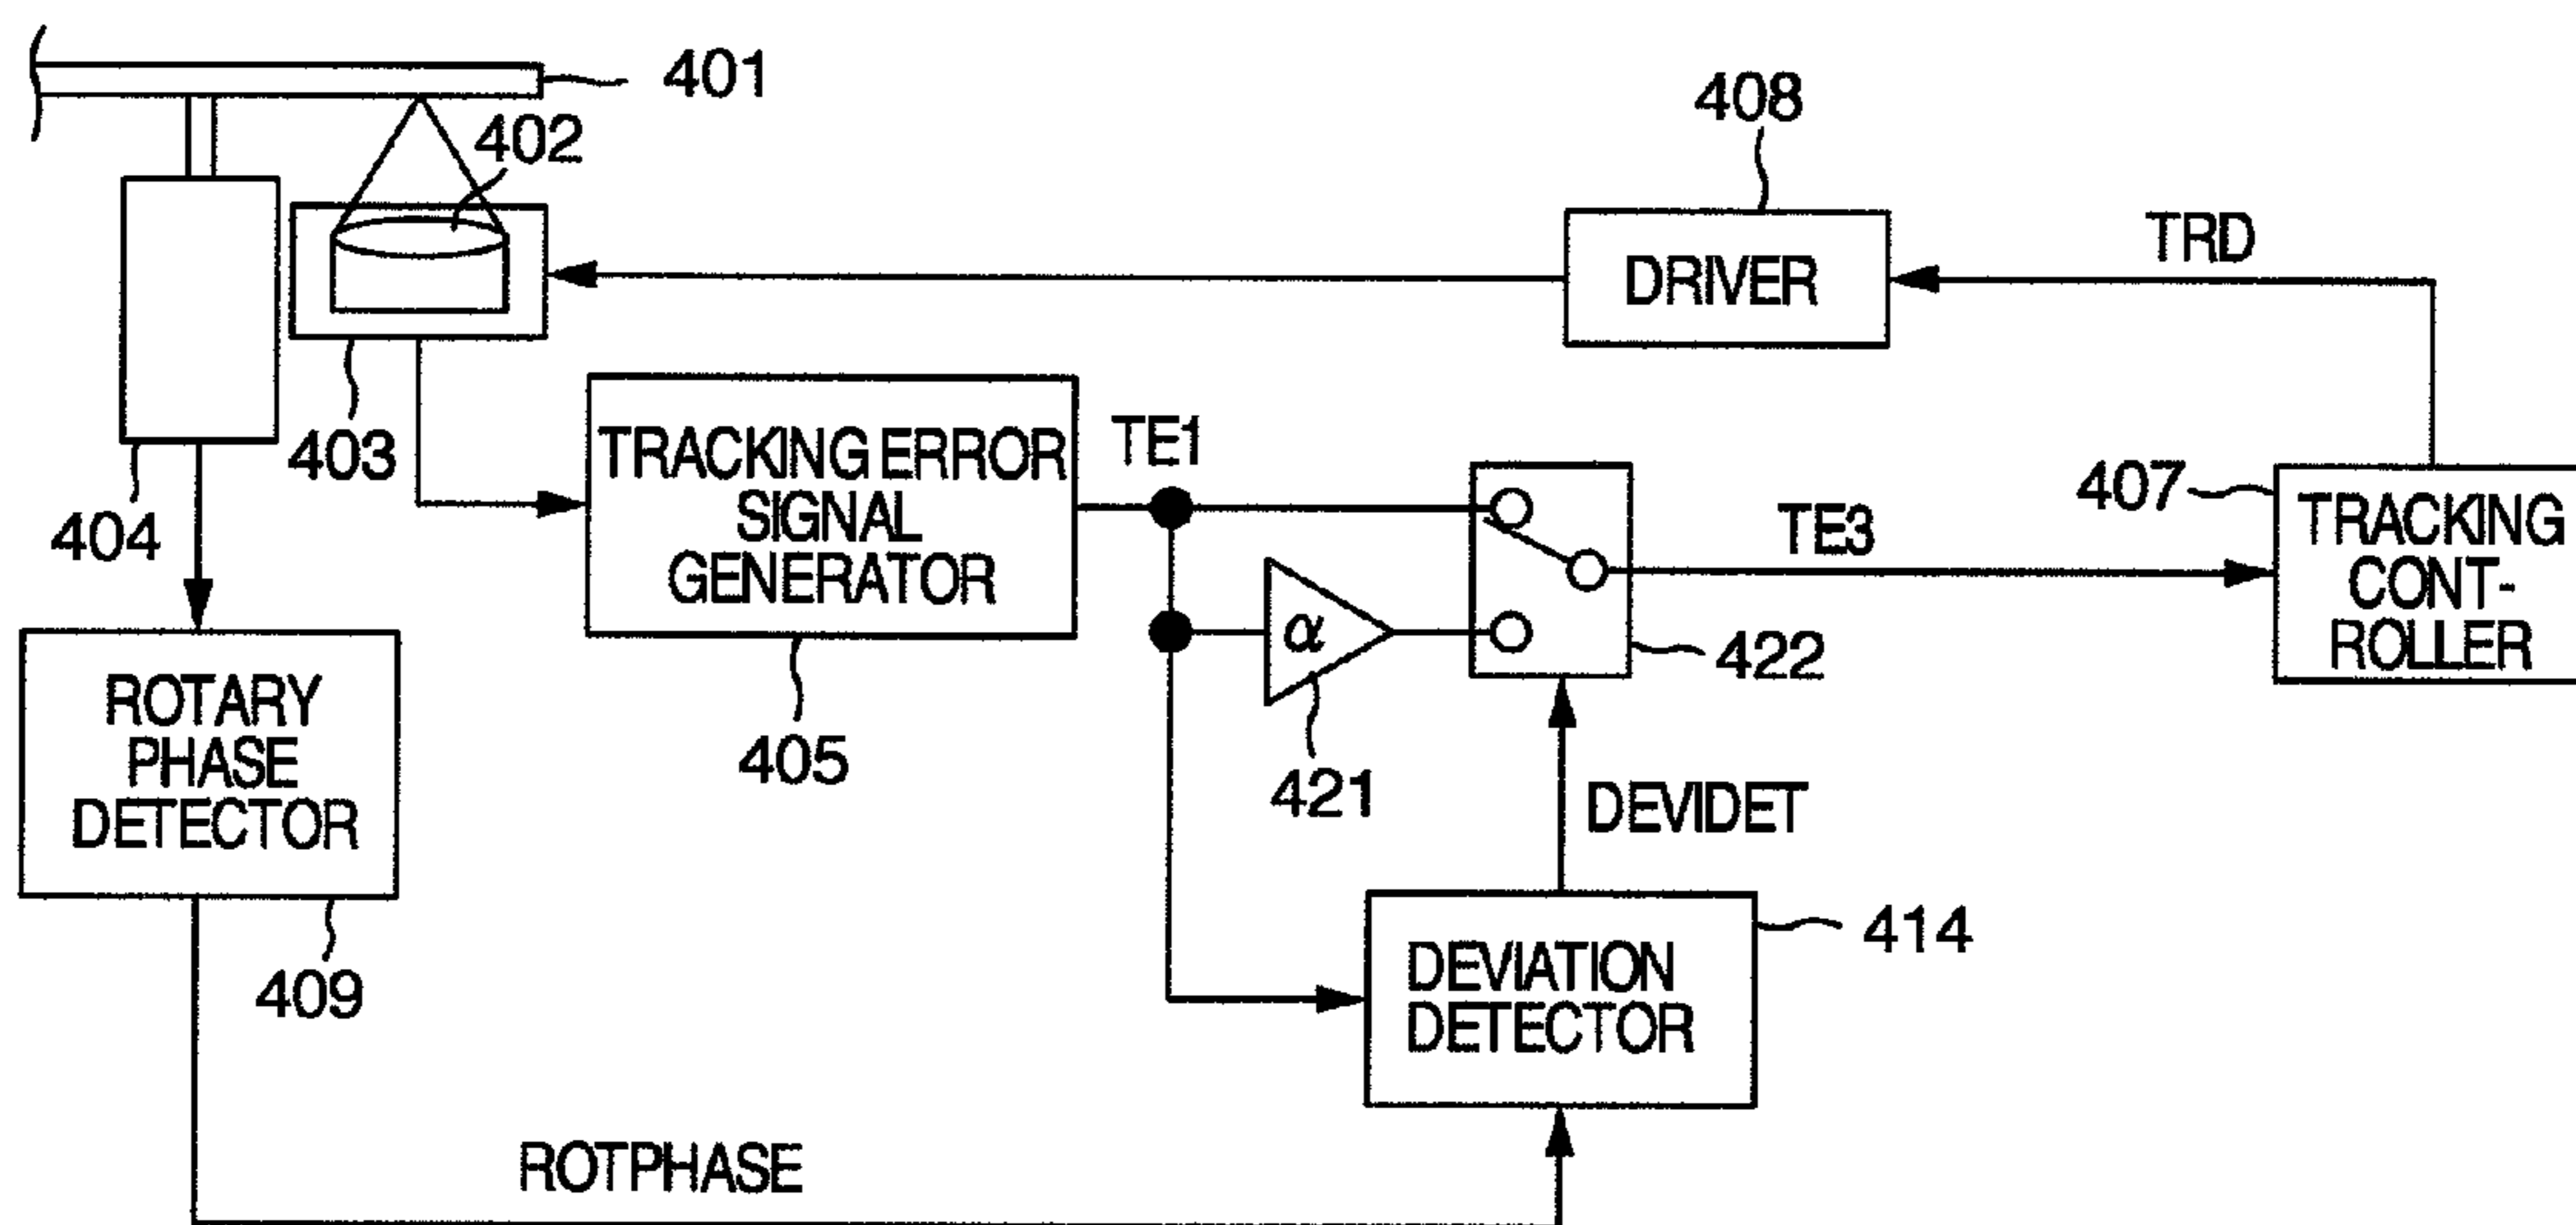 401
402
408
DRIVER
TRD
403
404
TRACKING ERROR
SIGNAL
GENERATOR
405
TE1
α
421
422
TE3
407
TRACKING
CONT-
ROLLER
ROTARY
PHASE
DETECTOR
409
DEVIDET
DEVIATION
DETECTOR
414
ROTPHASE